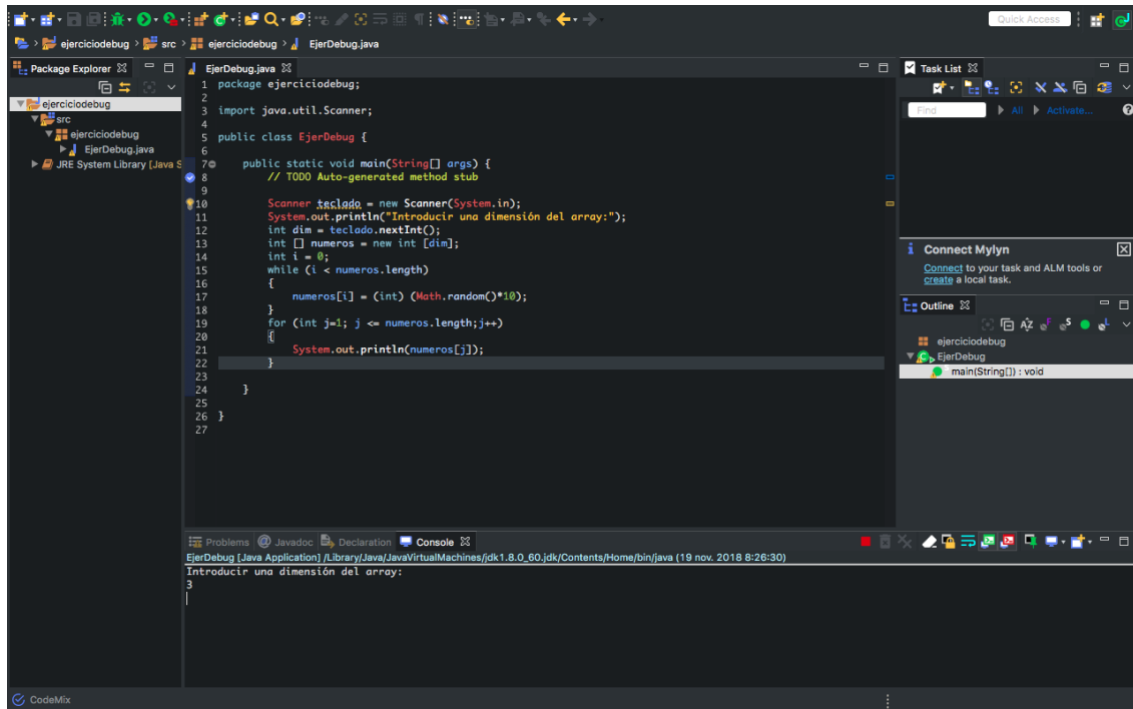 Quick Access
ejerciciodebug > src > ejerciciodebug > EjerDebug.java
Package Explorer
ejerciciodebug
src
ejerciciodebug
EjerDebug.java
JRE System Library [Java S
EjerDebug.java
1 package ejerciciodebug;
2
3 import java.util.Scanner;
4
5 public class EjerDebug {
6
7 public static void main(String[] args) {
8 // TODO Auto-generated method stub
9
10 Scanner teclado = new Scanner(System.in);
11 System.out.println("Introducir una dimensión del array:");
12 int dim = teclado.nextInt();
13 int [] numeros = new int [dim];
14 int i = 0;
15 while (i < numeros.length)
16 {
17 numeros[i] = (int) (Math.random()*10);
18 }
19 for (int j=1; j <= numeros.length;j++)
20 {
21 System.out.println(numeros[j]);
22 }
23
24 }
25
26 }
27
Task List
Find All Activate...
Connect Mylyn
Connect to your task and ALM tools or
create a local task.
Outline
ejerciciodebug
EjerDebug
main(String[]) : void
Problems @ Javadoc Declaration Console
EjerDebug [Java Application] /Library/Java/JavaVirtualMachines/jdk1.8.0_60.jdk/Contents/Home/bin/java (19 nov. 2018 8:26:30)
Introducir una dimensión del array:
3
CodeMix